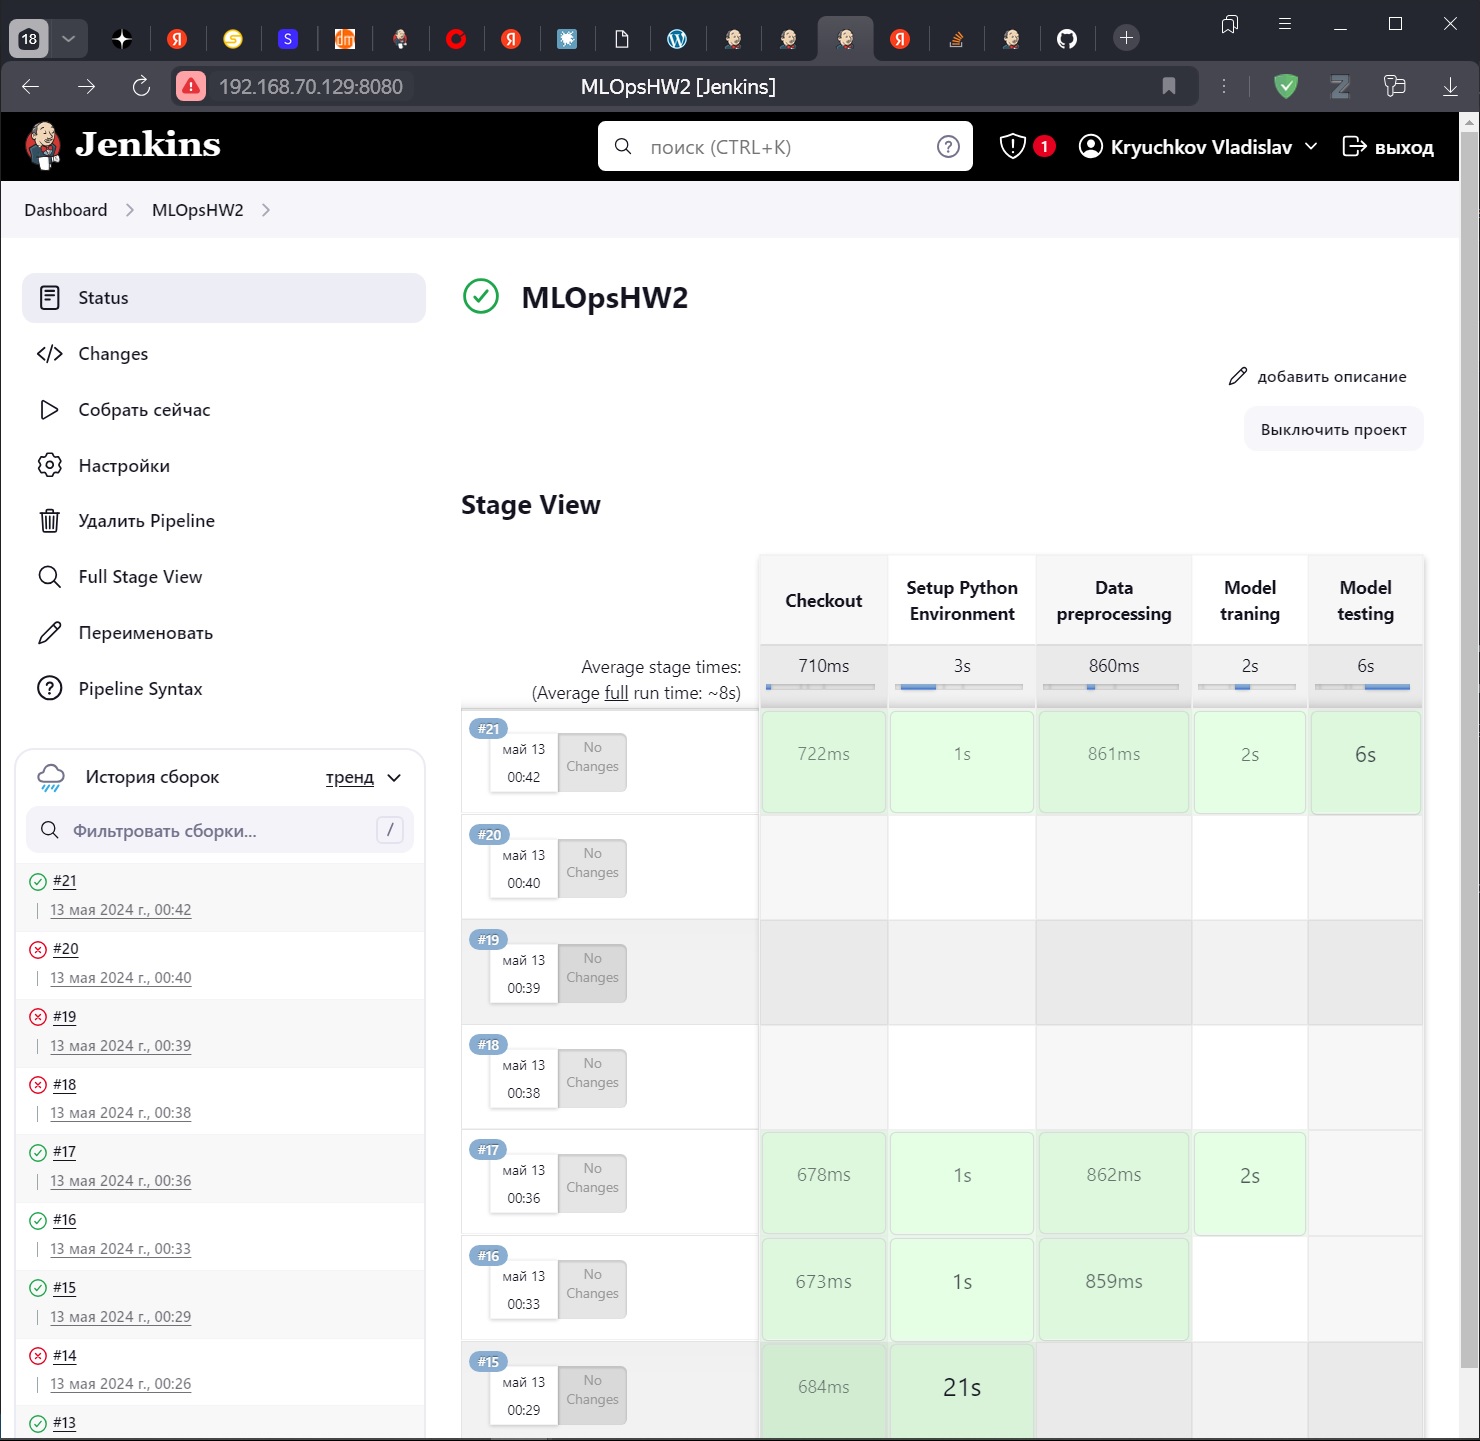 18
192.168.70.129:8080
MLOpsHW2 [Jenkins]
Jenkins
поиск (CTRL+K)
1
Kryuchkov Vladislav
выход
Dashboard
MLOpsHW2
Status
Changes
Собрать сейчас
Настройки
Удалить Pipeline
Full Stage View
Переименовать
Pipeline Syntax
История сборок
тренд
Фильтровать сборки...
/
#21
13 мая 2024 г., 00:42
#20
13 мая 2024 г., 00:40
#19
13 мая 2024 г., 00:39
#18
13 мая 2024 г., 00:38
#17
13 мая 2024 г., 00:36
#16
13 мая 2024 г., 00:33
#15
13 мая 2024 г., 00:29
#14
13 мая 2024 г., 00:26
#13
MLOpsHW2
добавить описание
Выключить проект
Stage View
Checkout
Setup Python
Environment
Data
preprocessing
Model
traning
Model
testing
Average stage times:
(Average full run time: ~8s)
710ms
3s
860ms
2s
6s
#21
май 13
00:42
No
Changes
722ms
1s
861ms
2s
6s
#20
май 13
00:40
No
Changes
#19
май 13
00:39
No
Changes
#18
май 13
00:38
No
Changes
#17
май 13
00:36
No
Changes
678ms
1s
862ms
2s
#16
май 13
00:33
No
Changes
673ms
1s
859ms
#15
май 13
00:29
No
Changes
684ms
21s